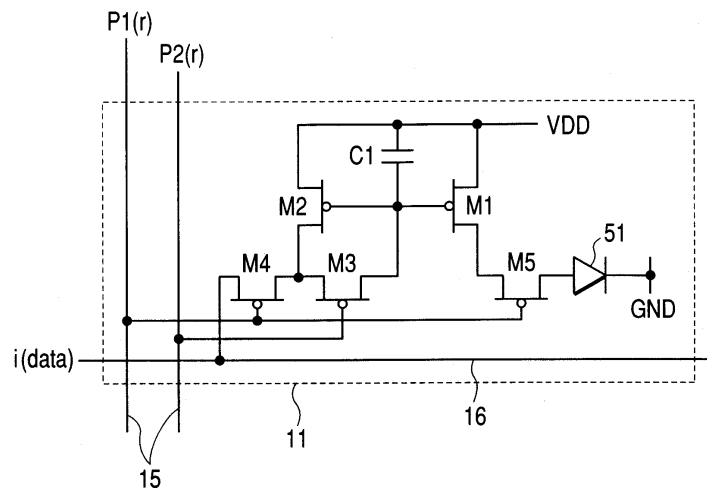 P1(r)
P2(r)
VDD
C1
M2
M1
51
M4
M3
M5
GND
i(data)
11
16
15